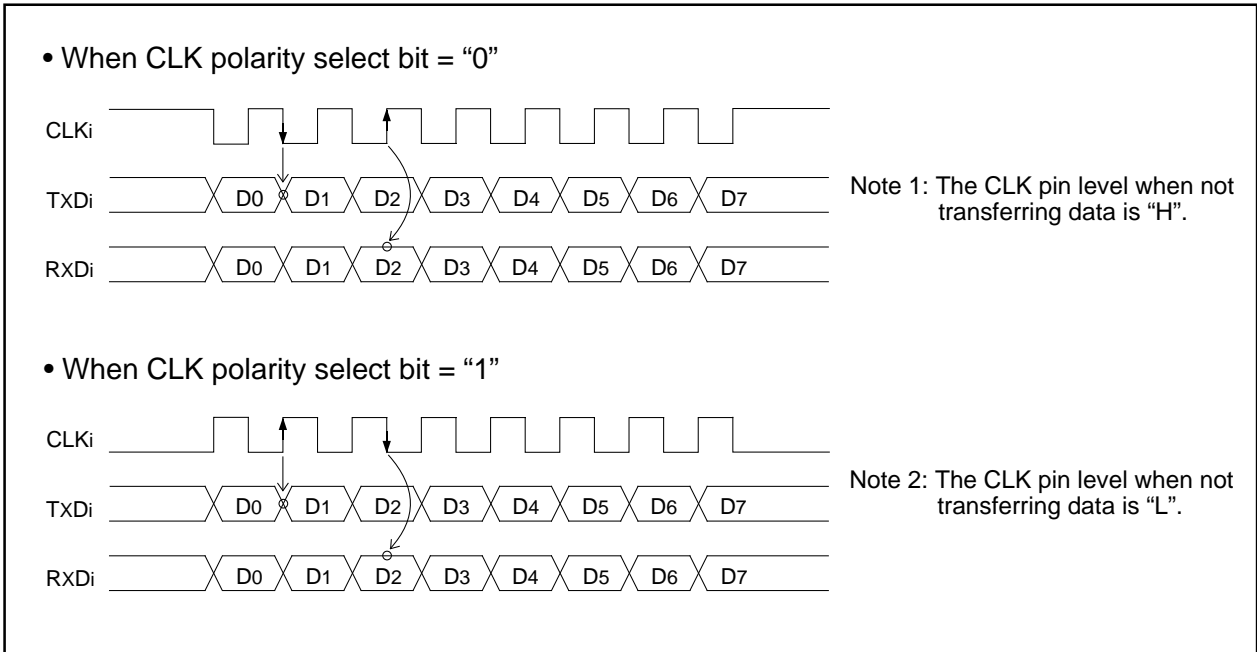 • When CLK polarity select bit = “0”
CLKi
TXDi
D0 D1 D2 D3 D4 D5 D6 D7
RXDi
D0 D1 D2 D3 D4 D5 D6 D7
Note 1: The CLK pin level when not
transferring data is “H”.
• When CLK polarity select bit = “1”
CLKi
TXDi
D0 D1 D2 D3 D4 D5 D6 D7
RXDi
D0 D1 D2 D3 D4 D5 D6 D7
Note 2: The CLK pin level when not
transferring data is “L”.